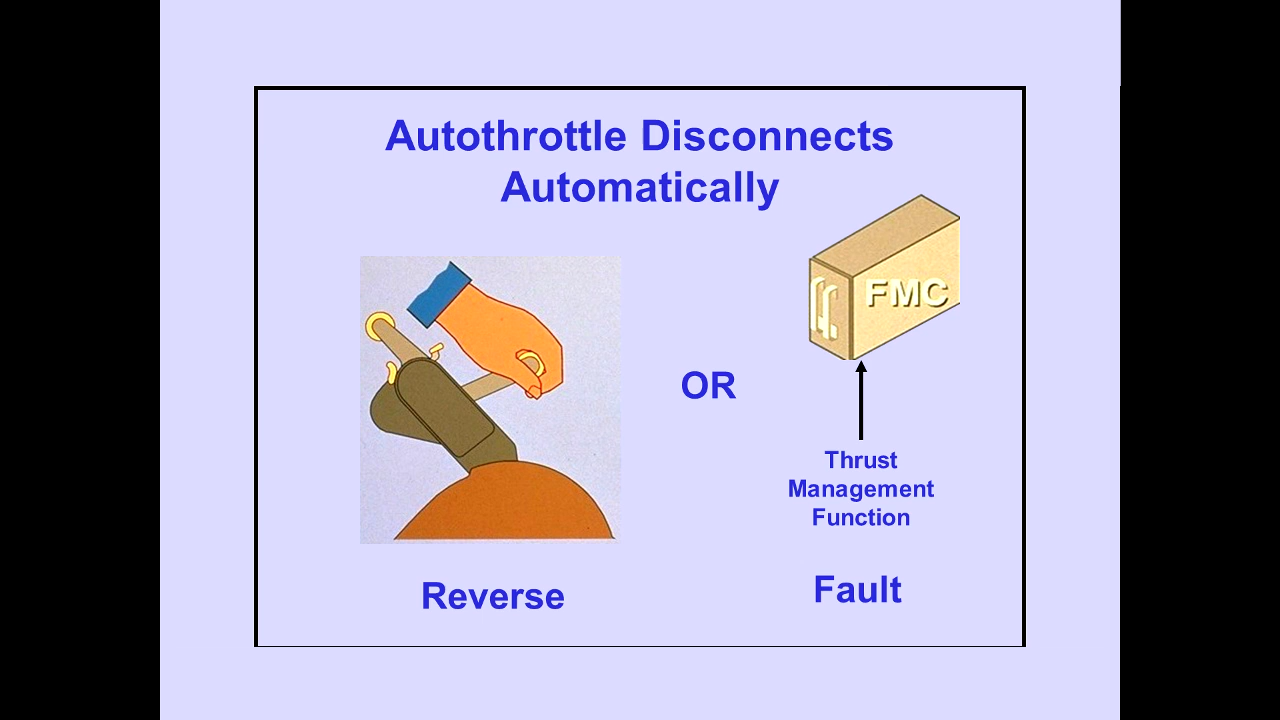 Autothrottle Disconnects
Automatically
FMC
OR
Thrust
Management
Function
Reverse
Fault